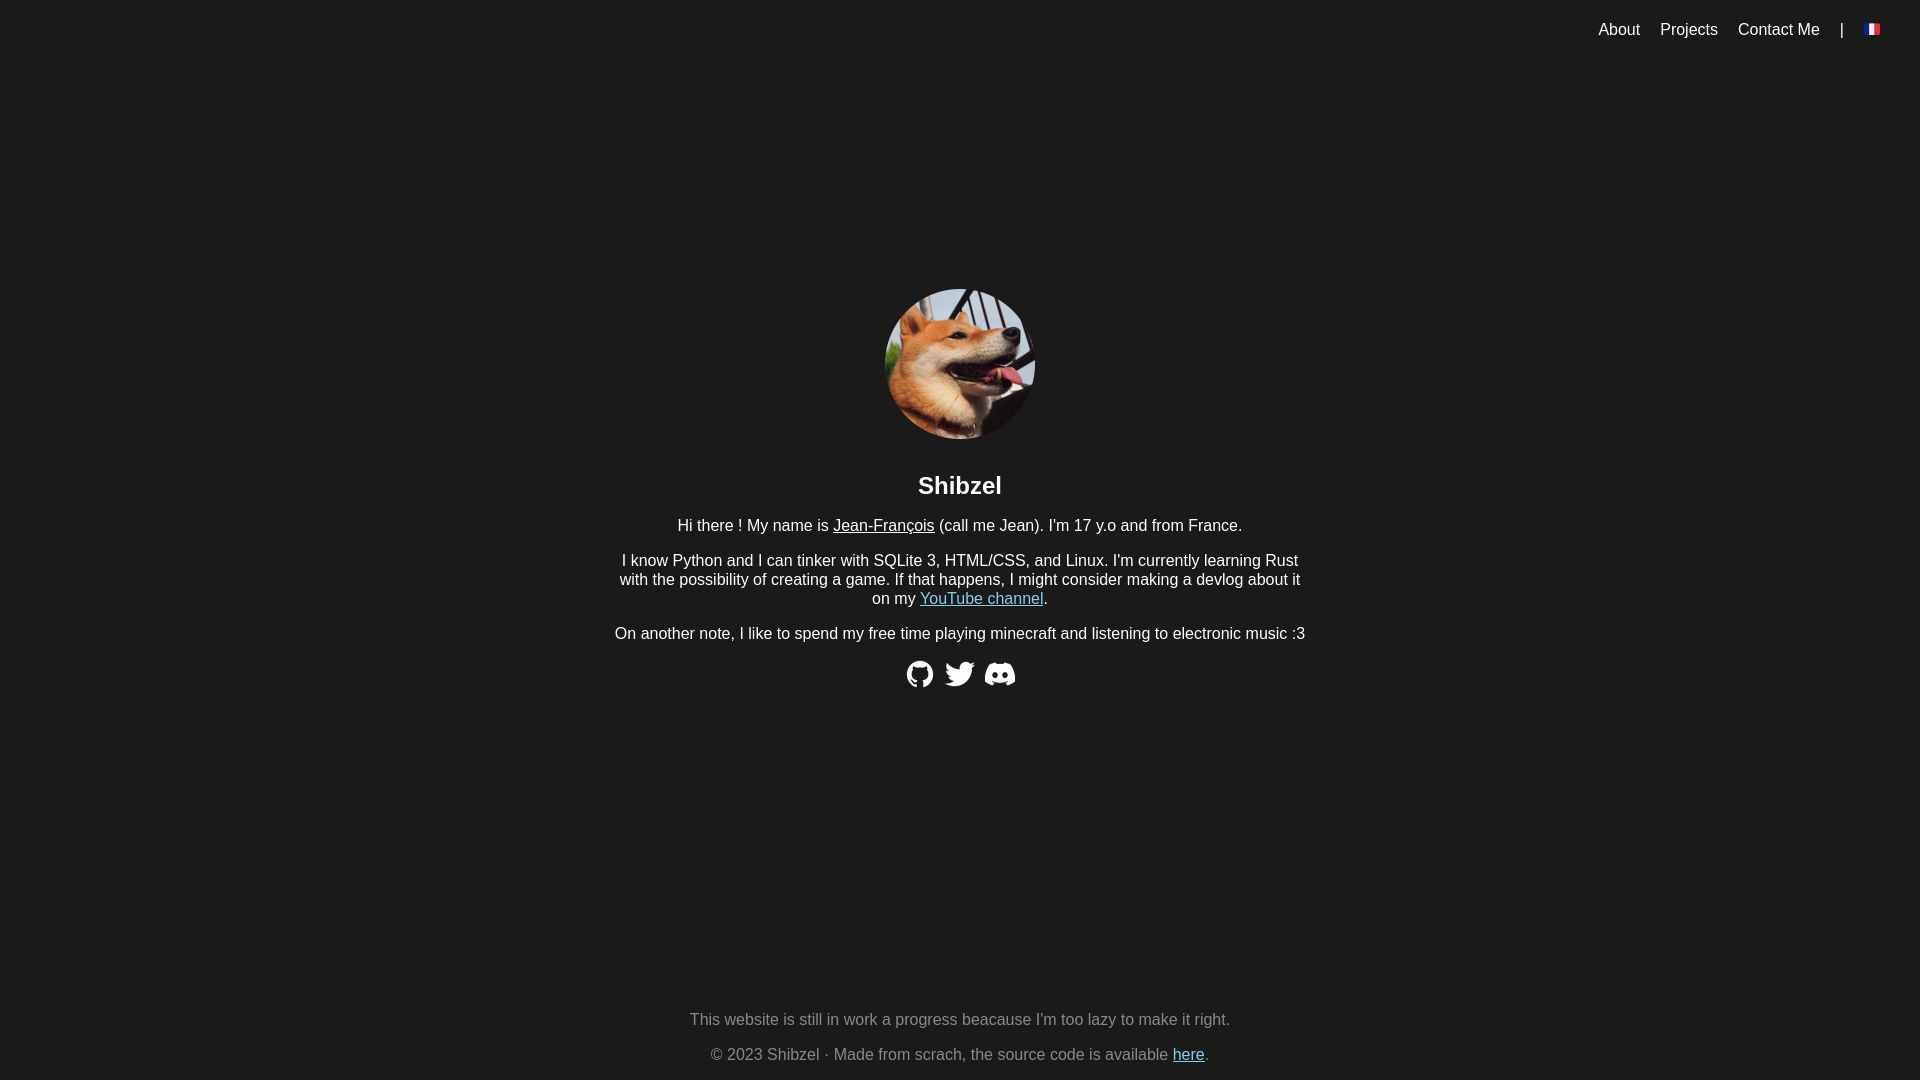 About Projects Contact Me |
Shibzel
Hi there ! My name is Jean-François (call me Jean). I'm 17 y.o and from France.
I know Python and I can tinker with SQLite 3, HTML/CSS, and Linux. I'm currently learning Rust
with the possibility of creating a game. If that happens, I might consider making a devlog about it
on my YouTube channel.
On another note, I like to spend my free time playing minecraft and listening to electronic music :3
This website is still in work a progress beacause I'm too lazy to make it right.
© 2023 Shibzel · Made from scrach, the source code is available here.